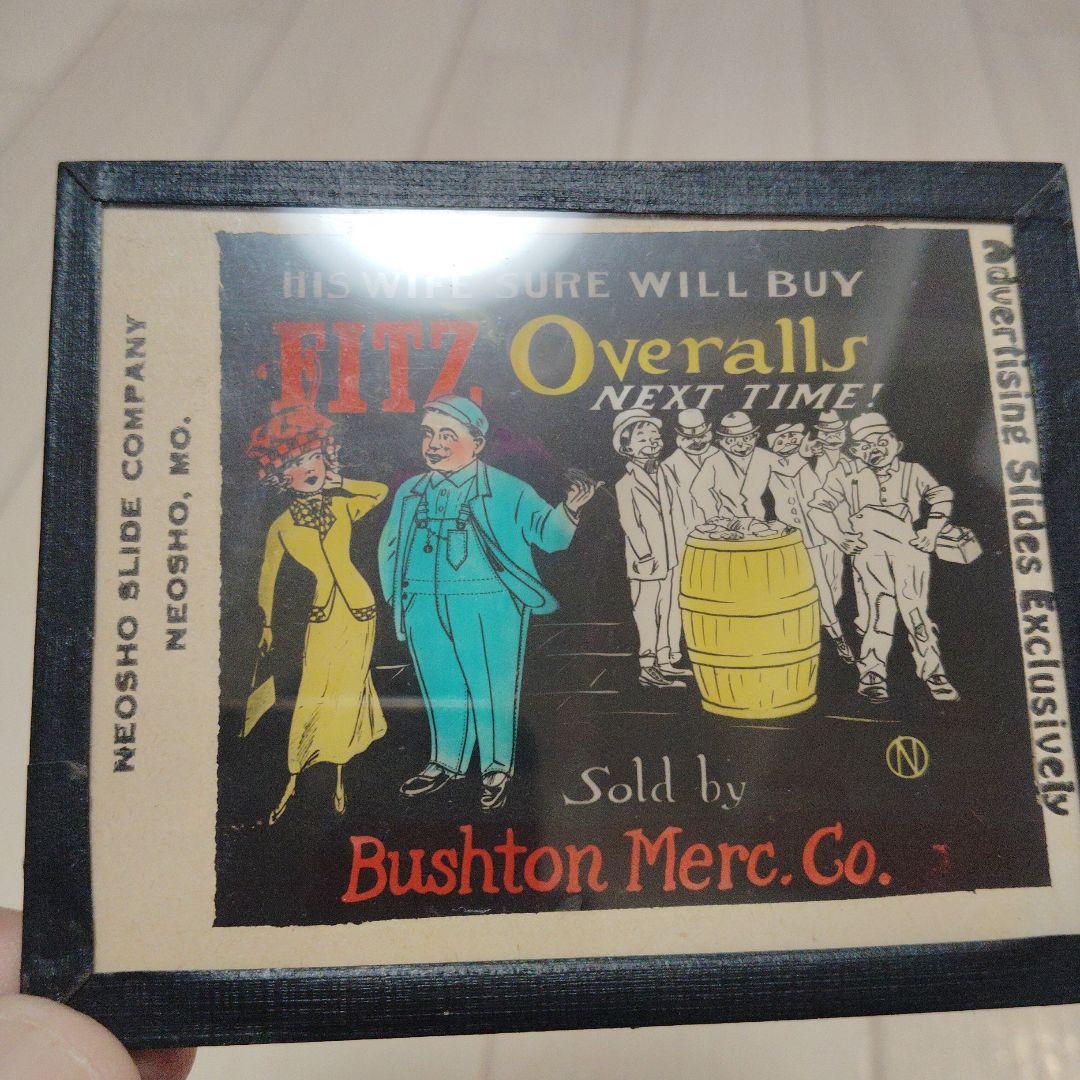 NEOSHO SLIDE COMPANY
NEOSHO, MO.
HIS WIFE SURE WILL BUY
FITZ Overalls
NEXT TIME!
Sold by
Bushton Merc. Co.
N
Advertising Slides Exclusively